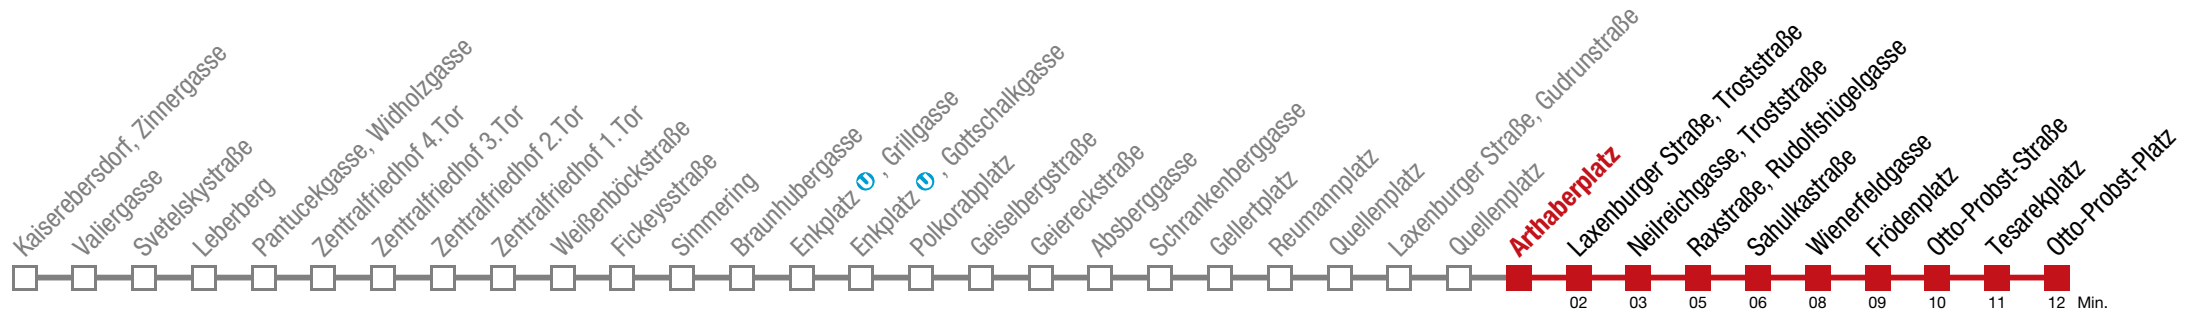 Kaiserebersdorf, Zinnergasse
Valiergasse
Svetelskystraße
Leberberg
Pantucekgasse, Widholzgasse
Zentralfriedhof 4.Tor
Zentralfriedhof 3.Tor
Zentralfriedhof 2.Tor
Zentralfriedhof 1.Tor
Weißenböckstraße
Fickeysstraße
Simmering
Braunhubergasse
Enkplatz U, Grillgasse
Enkplatz U, Gottschalkgasse
Polkorabplatz
Geiselbergstraße
Geiereckstraße
Absberggasse
Schrankenberggasse
Gellertplatz
Reumannplatz
Quellenplatz
Laxenburger Straße, Gudrunstraße
Quellenplatz
Arthaberplatz
Laxenburger Straße, Troststraße
Neilreichgasse, Troststraße
Raxstraße, Rudolfshügelgasse
Sahulkastraße
Wienerfeldgasse
Frödenplatz
Otto-Probst-Straße
Tesarekplatz
Otto-Probst-Platz
02 03 05 06 08 09 10 11 12 Min.